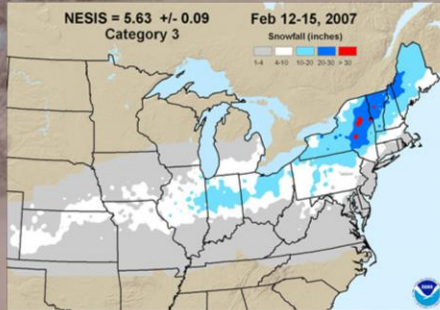 NESIS = 5.63 +/- 0.09
Category 3
Feb 12-15, 2007
Snowfall (inches)
1-4 4-10 10-20 20-30 > 30
NOAA